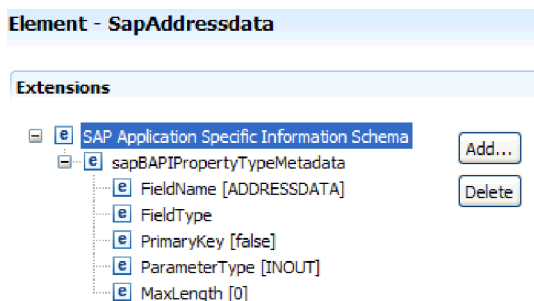 Element - SapAddressdata
Extensions
SAP Application Specific Information Schema
Add...
sapBAPIPropertyTypeMetadata
FieldName [ADDRESSDATA]
Delete
FieldType
PrimaryKey [false]
ParameterType [INOUT]
MaxLength [0]